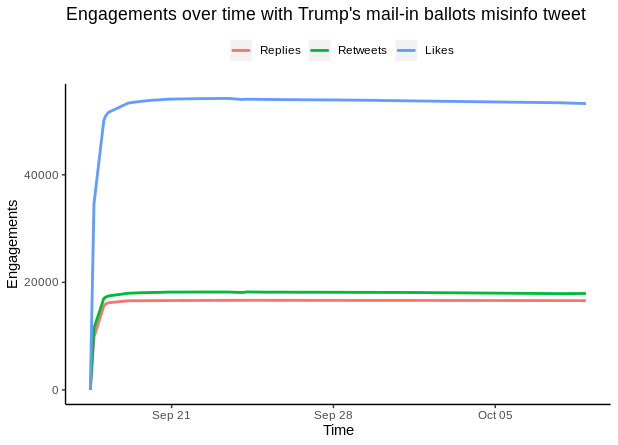 Engagements over time with Trump's mail-in ballots misinfo tweet
Replies Retweets Likes
Engagements
40000
20000
0
Sep 21 Sep 28 Oct 05
Time